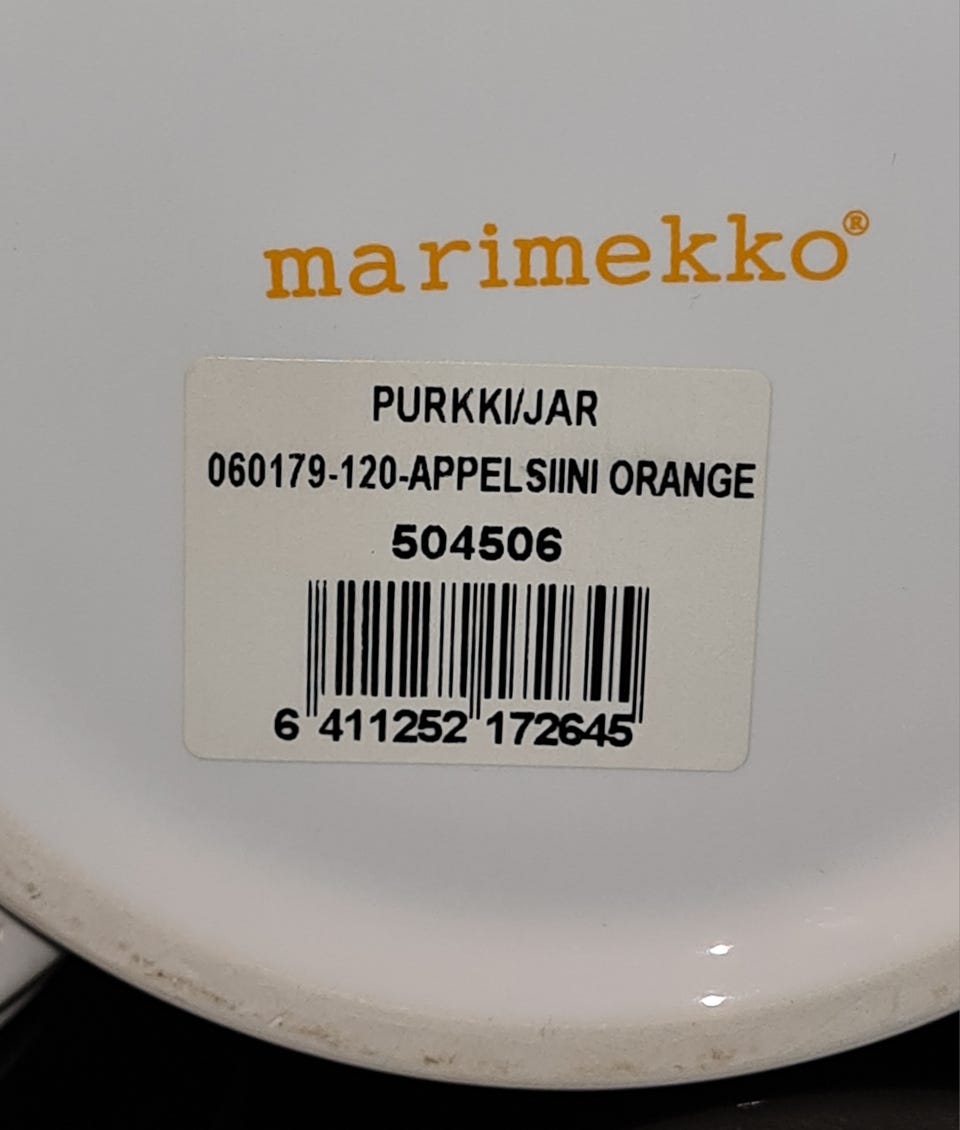 marimekko®
PURKKI/JAR
060179-120-APPELSIINI ORANGE
504506
6 411252 172645